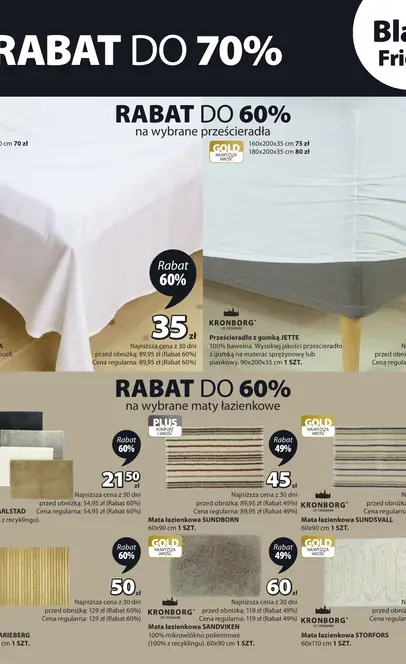 RABAT DO 70%
Bla
Frie
RABAT DO 60%
na wybrane prześcieradła
0 cm 70 zł
GOLD
NAJWYŻSZA
JAKOŚĆ
160x200x35 cm 75 zł
180x200x35 cm 80 zł
Rabat
60%
35 zł
Najniższa cena z 30 dni
przed obniżką: 89,95 zł (Rabat 60%)
Cena regularna: 89,95 zł (Rabat 60%)
KRONBORG
Prześcieradło z gumką JETTE
100% bawełna. Wysokiej jakości prześcieradło
z gumką na materac sprężynowy lub
piankowy. 90x200x35 cm 1 SZT.
RABAT DO 60%
na wybrane maty łazienkowe
Rabat
60%
21 50 zł
Najniższa cena z 30 dni
przed obniżką: 54,95 zł (Rabat 60%)
Cena regularna: 54,95 zł (Rabat 60%)
ARLSTAD
z recyklingu).
PLUS
KOMFORT
I JAKOŚĆ
Rabat
49%
45 zł
Najniższa cena z 30 dni
przed obniżką: 89,95 zł (Rabat 49%)
Cena regularna: 89,95 zł (Rabat 49%)
Mata łazienkowa SUNDBORN
60x90 cm 1 SZT.
GOLD
NAJWYŻSZA
JAKOŚĆ
KRONBORG
Mata łazienkowa SUNDSVALL
60x90 cm 1 SZT.
Rabat
60%
50 zł
Najniższa cena z 30 dni
przed obniżką: 129 zł (Rabat 60%)
Cena regularna: 129 zł (Rabat 60%)
ARIEBERG
cm 1 SZT.
GOLD
NAJWYŻSZA
JAKOŚĆ
Rabat
49%
60 zł
Najniższa cena z 30 dni
przed obniżką: 119 zł (Rabat 49%)
Cena regularna: 119 zł (Rabat 49%)
KRONBORG
Mata łazienkowa SANDVIKEN
100% mikrowłókno poliestrowe
(100% z recyklingu). 60x90 cm 1 SZT.
GOLD
NAJWYŻSZA
JAKOŚĆ
KRONBORG
Mata łazienkowa STORFORS
60x110 cm 1 SZT.